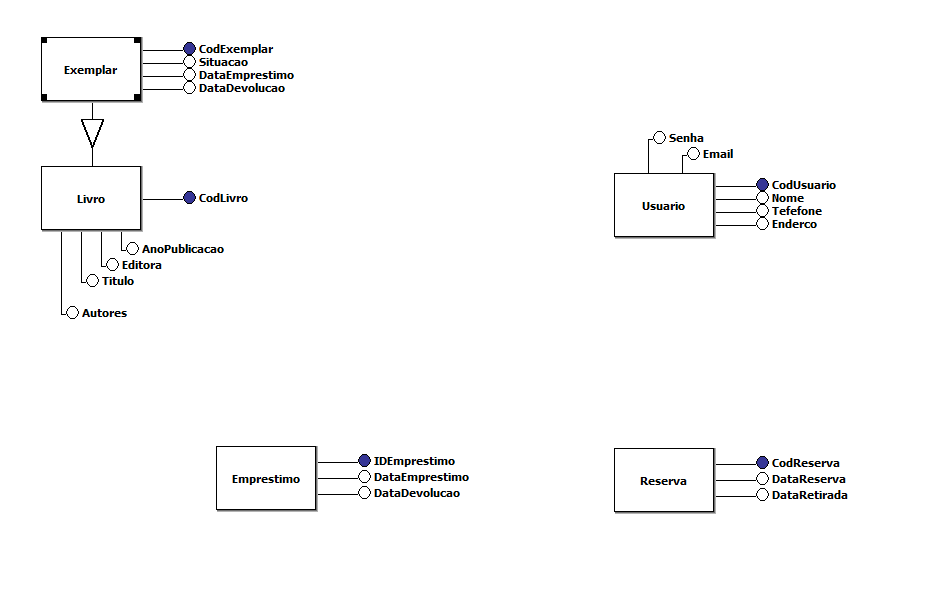 Exemplar
CodExemplar
Situacao
DataEmprestimo
DataDevolucao
Livro
CodLivro
AnoPublicacao
Editora
Titulo
Autores
Senha
Email
Usuario
CodUsuario
Nome
Tefefone
Enderco
Emprestimo
IDEmprestimo
DataEmprestimo
DataDevolucao
Reserva
CodReserva
DataReserva
DataRetirada